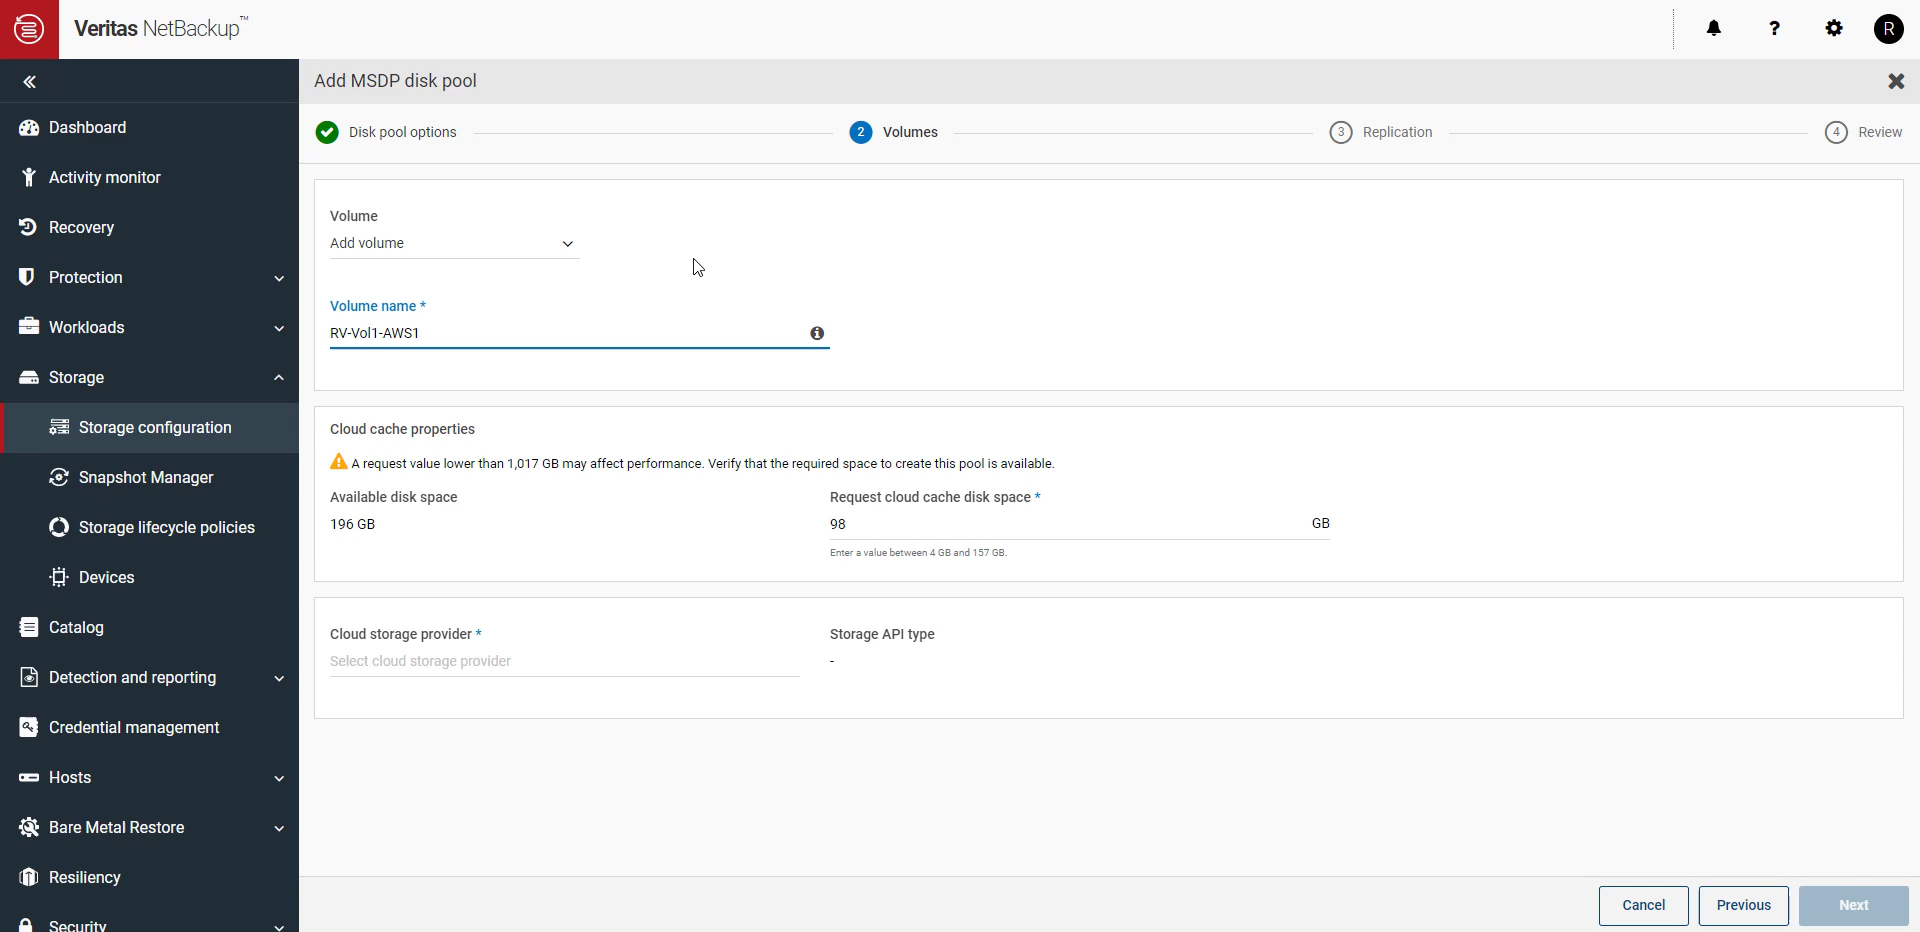 Veritas NetBackup™
R
Add MSDP disk pool
Disk pool options
2 Volumes
3 Replication
4 Review
Dashboard
Activity monitor
Recovery
Protection
Workloads
Storage
Storage configuration
Snapshot Manager
Storage lifecycle policies
Devices
Catalog
Detection and reporting
Credential management
Hosts
Bare Metal Restore
Resiliency
Security
Volume
Add volume
Volume name *
RV-Vol1-AWS1
Cloud cache properties
A request value lower than 1,017 GB may affect performance. Verify that the required space to create this pool is available.
Available disk space
196 GB
Request cloud cache disk space *
98 GB
Enter a value between 4 GB and 157 GB.
Cloud storage provider *
Select cloud storage provider
Storage API type
-
Cancel
Previous
Next